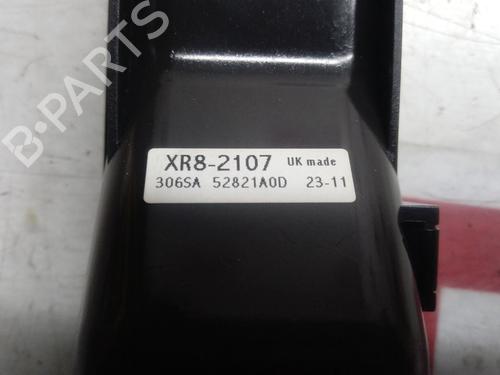 B-PARTS
XR8-2107 UK made
306SA 52821A0D 23-11